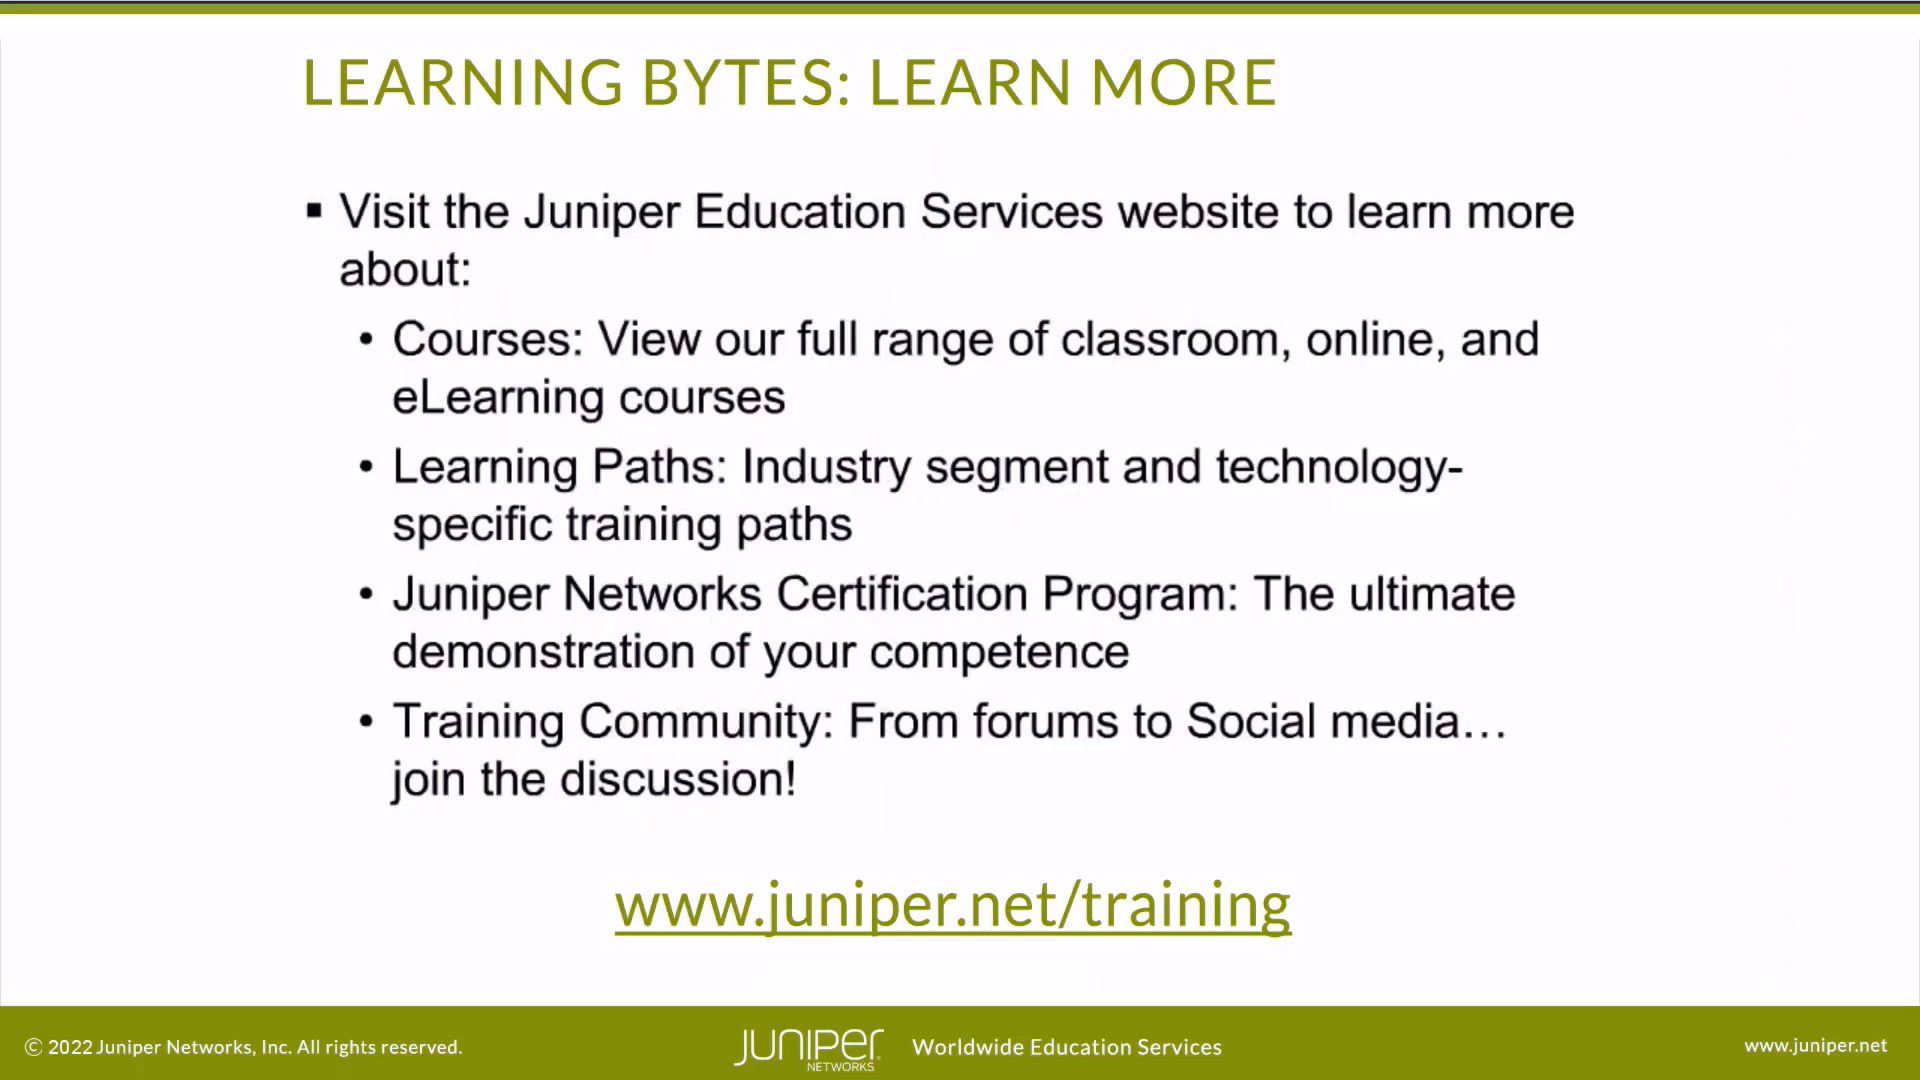 LEARNING BYTES: LEARN MORE
▪ Visit the Juniper Education Services website to learn more
about:
• Courses: View our full range of classroom, online, and
eLearning courses
• Learning Paths: Industry segment and technology-
specific training paths
• Juniper Networks Certification Program: The ultimate
demonstration of your competence
• Training Community: From forums to Social media…
join the discussion!
www.juniper.net/training
© 2022 Juniper Networks, Inc. All rights reserved.
JUNIPER
NETWORKS
Worldwide Education Services
www.juniper.net